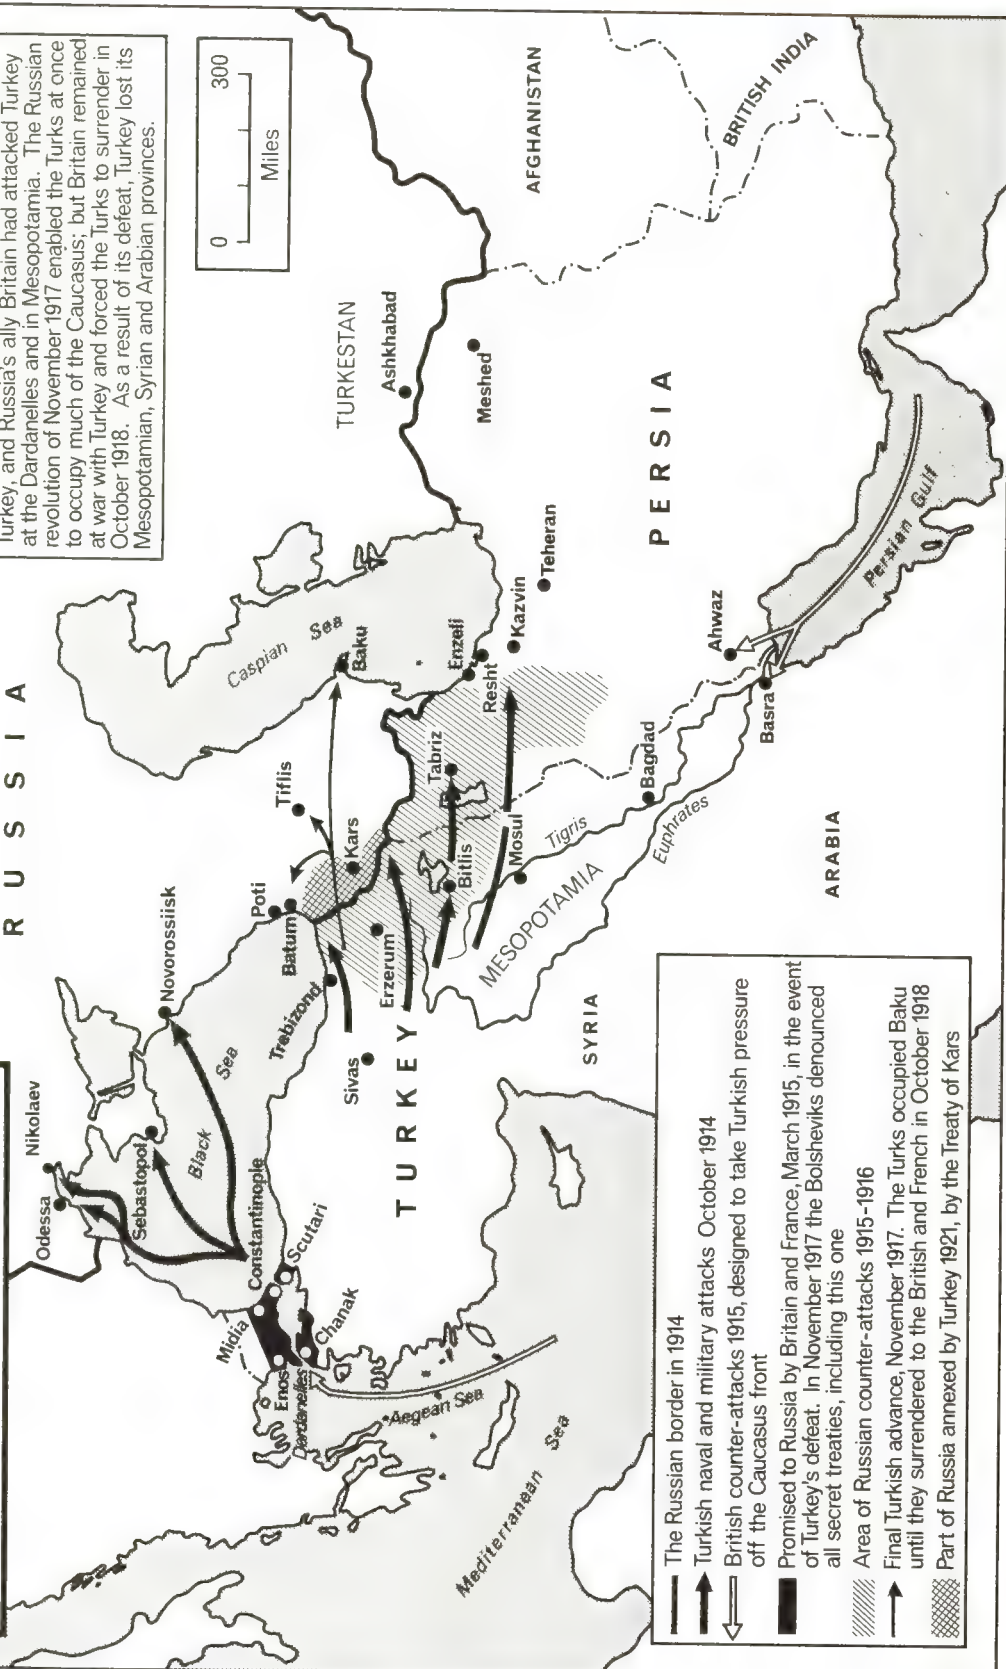 Turkey, and Russia's ally Britain had attacked Turkey
at the Dardanelles and in Mesopotamia. The Russian
revolution of November 1917 enabled the Turks at once
to occupy much of the Caucasus; but Britain remained
at war with Turkey and forced the Turks to surrender in
October 1918. As a result of its defeat, Turkey lost its
Mesopotamian, Syrian and Arabian provinces.
0 300
Miles
RUSSIA
Nikolaev
Odessa
Novorossiisk
Sebastopol
Black Sea
Poti
Batum
Tiflis
Kars
Caspian Sea
Baku
TURKESTAN
Ashkhabad
Meshed
AFGHANISTAN
BRITISH INDIA
Constantinople
Scutari
Midia
Enos
Chanak
Dardanelles
Aegean Sea
Mediterranean Sea
Trebizond
Sivas
Erzerum
TURKEY
Bitlis
Tabriz
Enzeli
Resht
Kazvin
Teheran
PERSIA
Mosul
Tigris
Bagdad
Euphrates
MESOPOTAMIA
SYRIA
ARABIA
Ahwaz
Basra
Persian Gulf
The Russian border in 1914
Turkish naval and military attacks October 1914
British counter-attacks 1915, designed to take Turkish pressure
off the Caucasus front
Promised to Russia by Britain and France, March 1915, in the event
of Turkey's defeat. In November 1917 the Bolsheviks denounced
all secret treaties, including this one
Area of Russian counter-attacks 1915-1916
Final Turkish advance, November 1917. The Turks occupied Baku
until they surrendered to the British and French in October 1918
Part of Russia annexed by Turkey 1921, by the Treaty of Kars